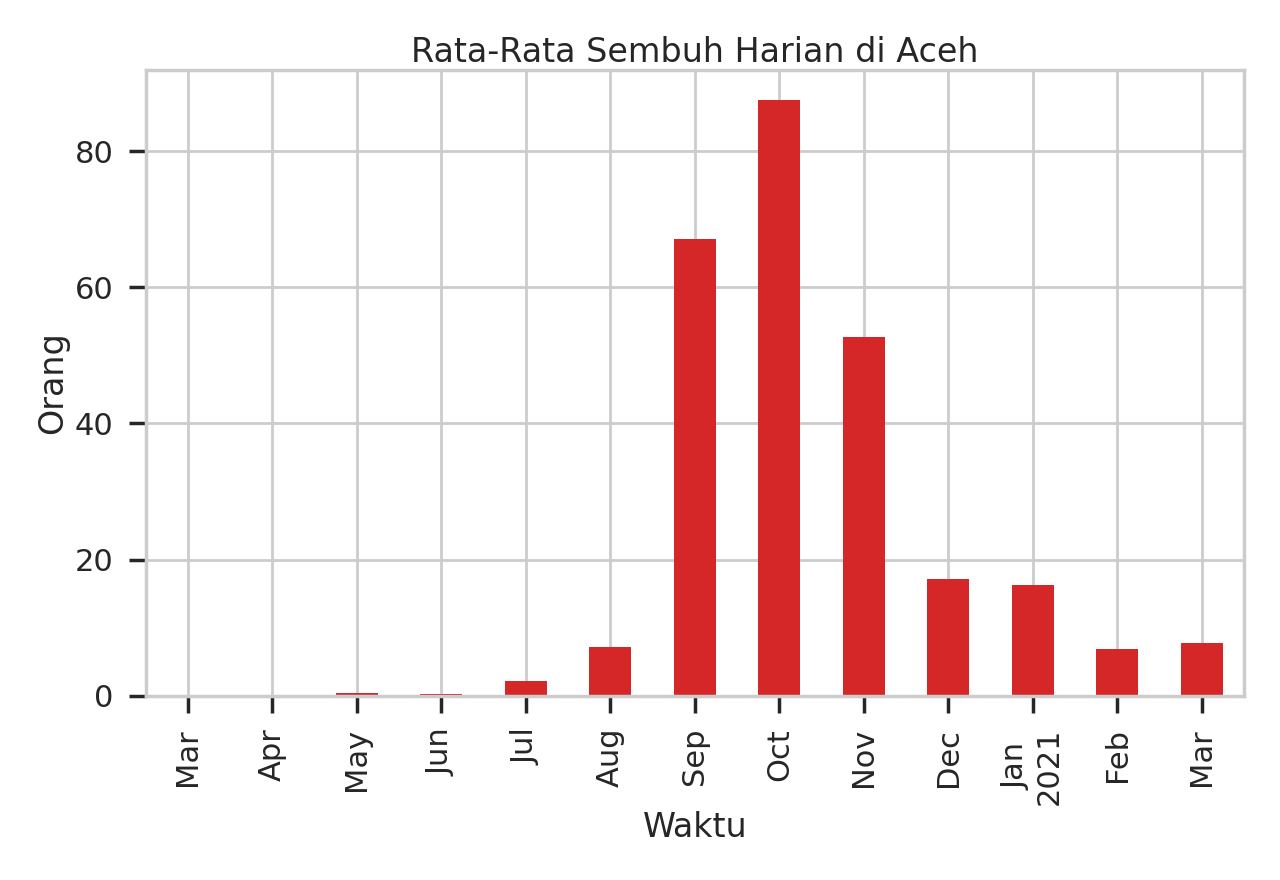 Rata-Rata Sembuh Harian di Aceh
Orang
80
60
40
20
0
Mar
Apr
May
Jun
Jul
Aug
Sep
Oct
Nov
Dec
Jan
2021
Feb
Mar
Waktu